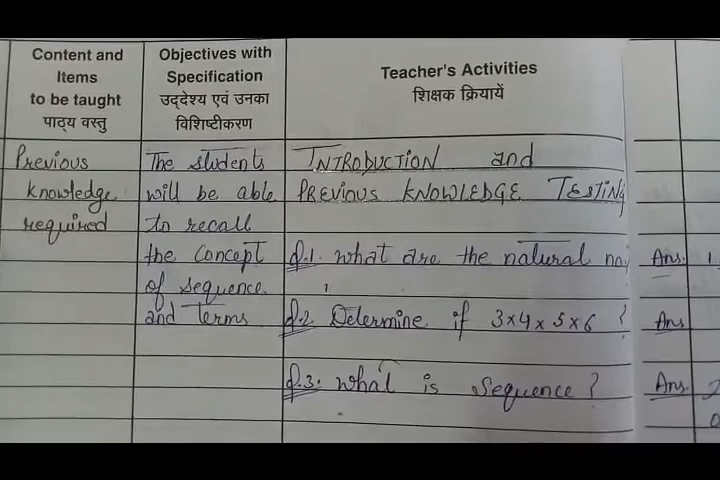 Content and
Items
to be taught
पाठ्य वस्तु
Objectives with
Specification
उद्देश्य एवं उनका
विशिष्टीकरण
Teacher's Activities
शिक्षक क्रियायें
Previous
knowledge
required
The students
will be able
to recall
the concept
of sequence
and terms
INTRODUCTION and
PREVIOUS KNOWLEDGE TESTING
Q.1. what are the natural no
Q.2. Determine if 3×4×5×6 ?
Q.3. what is sequence ?
Ans. 1
Ans
Ans. 2